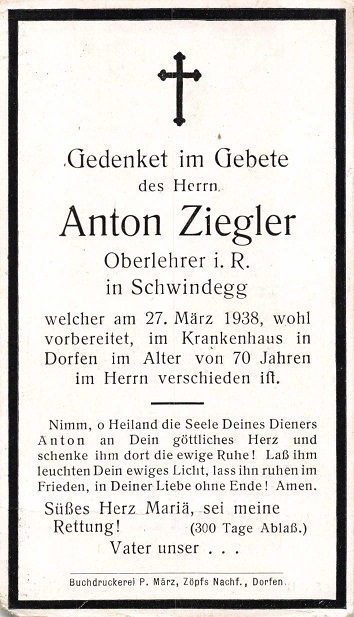 Gedenket im Gebete
des Herrn
Anton Ziegler
Oberlehrer i. R.
in Schwindegg
welcher am 27. März 1938, wohl
vorbereitet, im Krankenhaus in
Dorfen im Alter von 70 Jahren
im Herrn verschieden ist.
Nimm, o Heiland die Seele Deines Dieners
Anton an Dein göttliches Herz und
schenke ihm dort die ewige Ruhe! Laß ihm
leuchten Dein ewiges Licht, lass ihn ruhen im
Frieden, in Deiner Liebe ohne Ende! Amen.
Süßes Herz Mariä, sei meine
Rettung! (300 Tage Ablaß.)
Vater unser . . .
Buchdruckerei P. März, Zöpfs Nachf., Dorfen.